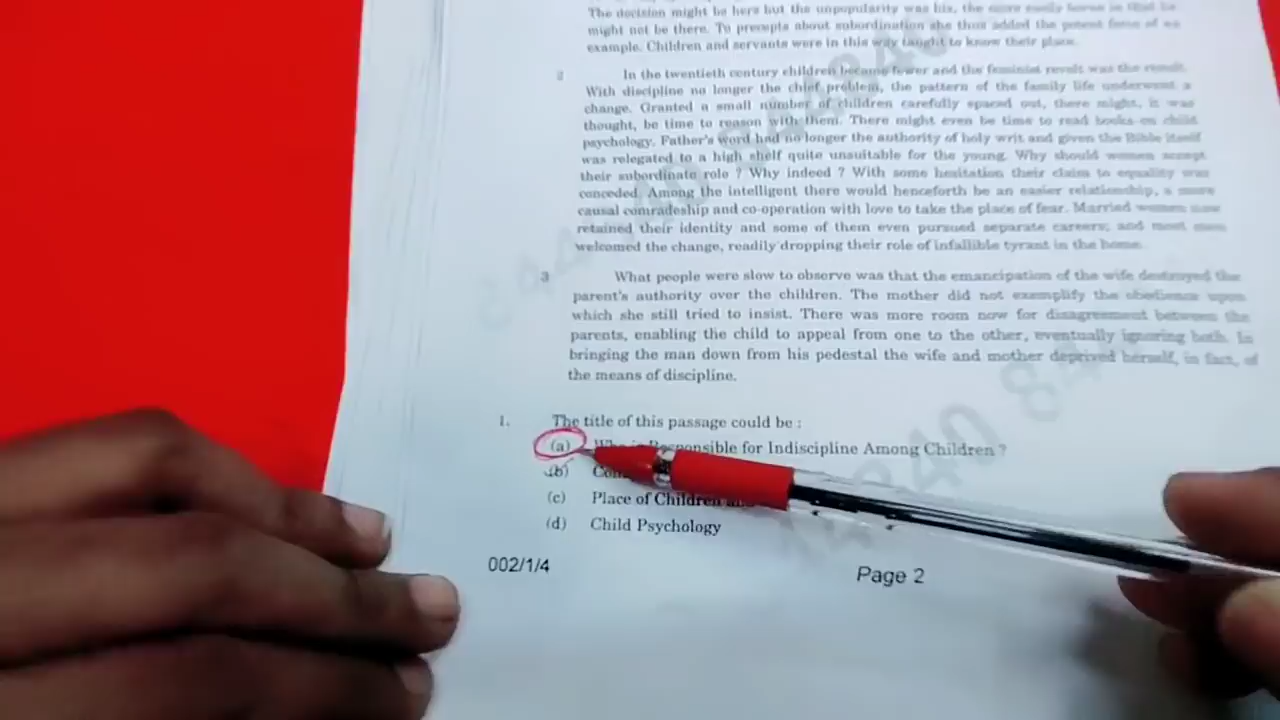 The decision might be hers but the unpopularity was his, the more easily borne in that he
might not be there. To precepts about subordination she thus added the potent force of an
example. Children and servants were in this way taught to know their place.
2 In the twentieth century children became fewer and the feminist revolt was the result.
With discipline no longer the chief problem, the pattern of the family life underwent a
change. Granted a small number of children carefully spaced out, there might, it was
thought, be time to reason with them. There might even be time to read books on child
psychology. Father's word had no longer the authority of holy writ and given the Bible itself
was relegated to a high shelf quite unsuitable for the young. Why should women accept
their subordinate role ? Why indeed ? With some hesitation their claim to equality was
conceded. Among the intelligent there would henceforth be an easier relationship, a more
causal comradeship and co-operation with love to take the place of fear. Married women now
retained their identity and some of them even pursued separate careers; and most men
welcomed the change, readily dropping their role of infallible tyrant in the home.
3 What people were slow to observe was that the emancipation of the wife destroyed the
parent's authority over the children. The mother did not exemplify the obedience upon
which she still tried to insist. There was more room now for disagreement between the
parents, enabling the child to appeal from one to the other, eventually ignoring both. In
bringing the man down from his pedestal the wife and mother deprived herself, in fact, of
the means of discipline.
1. The title of this passage could be :
(a) Who is Responsible for Indiscipline Among Children ?
(b)
(c) Place of Children
(d) Child Psychology
002/1/4 Page 2